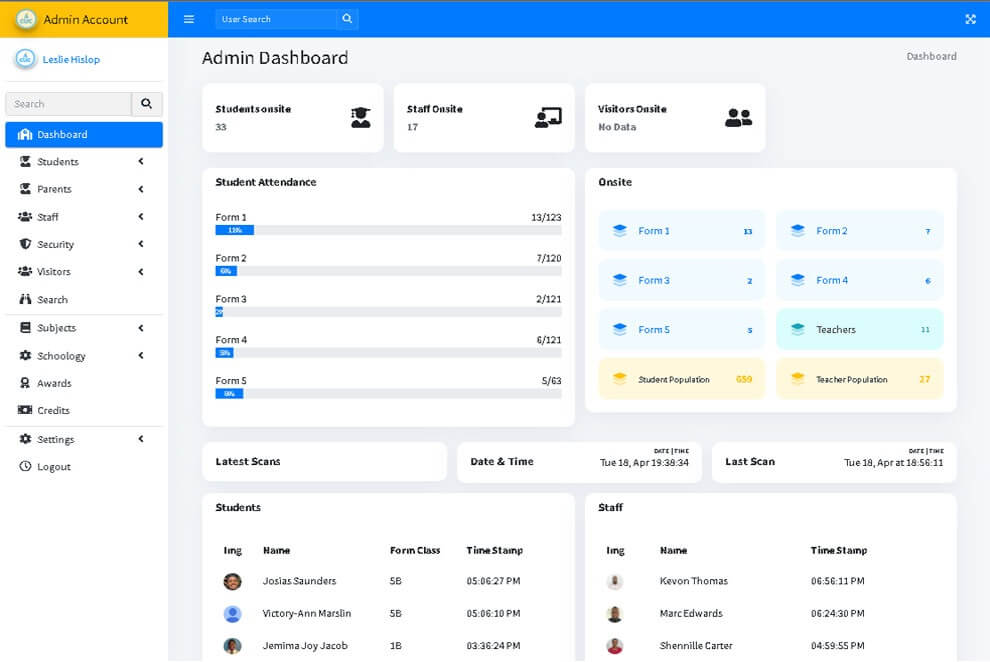 Admin Account
User Search
Leslie Hislop
Search
Dashboard
Students
Parents
Staff
Security
Visitors
Search
Subjects
Schoology
Awards
Credits
Settings
Logout
Admin Dashboard
Dashboard
Students onsite
33
Staff Onsite
17
Visitors Onsite
No Data
Student Attendance
Form 1 13/123
11%
Form 2 7/120
6%
Form 3 2/121
Form 4 6/121
5%
Form 5 5/63
Onsite
Form 1 13
Form 2 7
Form 3 2
Form 4 6
Form 5 5
Teachers 11
Student Population 659
Teacher Population 27
Latest Scans
Date & Time
DATE | TIME
Tue 18, Apr 19:38:34
Last Scan
DATE | TIME
Tue 18, Apr at 18:56:11
Students
Img Name Form Class Time Stamp
Josias Saunders 5B 05:06:27 PM
Victory-Ann Marslin 5B 05:06:10 PM
Jemima Joy Jacob 1B 03:36:24 PM
Staff
Img Name Time Stamp
Kevon Thomas 06:56:11 PM
Marc Edwards 06:24:30 PM
Shennille Carter 04:59:55 PM